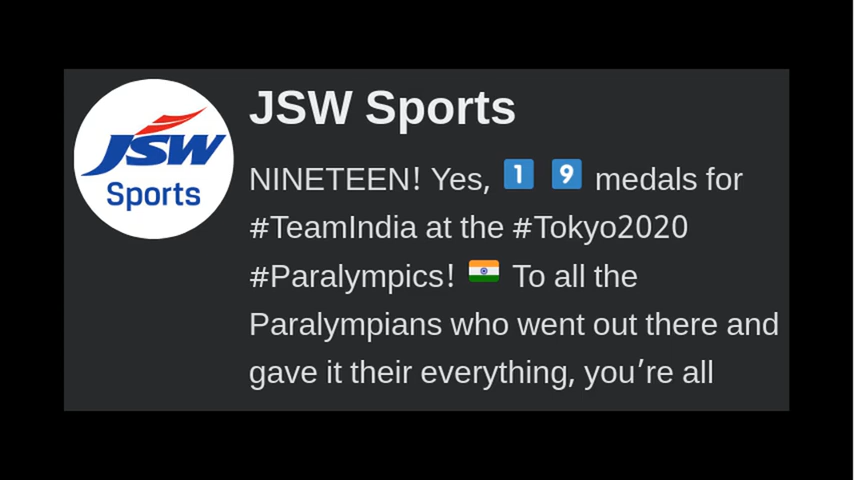 JSW
Sports
JSW Sports
NINETEEN! Yes, 1️⃣ 9️⃣ medals for
#TeamIndia at the #Tokyo2020
#Paralympics! 🇮🇳 To all the
Paralympians who went out there and
gave it their everything, you’re all